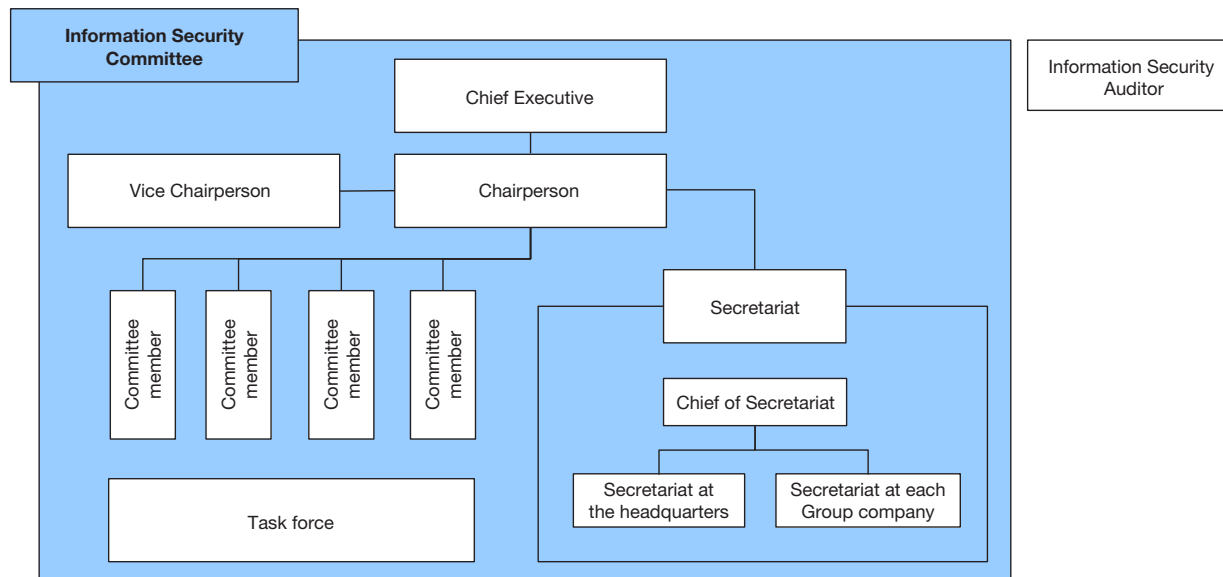 Information Security
Committee
Information Security
Auditor
Chief Executive
Vice Chairperson
Chairperson
Secretariat
Committee
member
Committee
member
Committee
member
Committee
member
Chief of Secretariat
Secretariat at
the headquarters
Secretariat at each
Group company
Task force